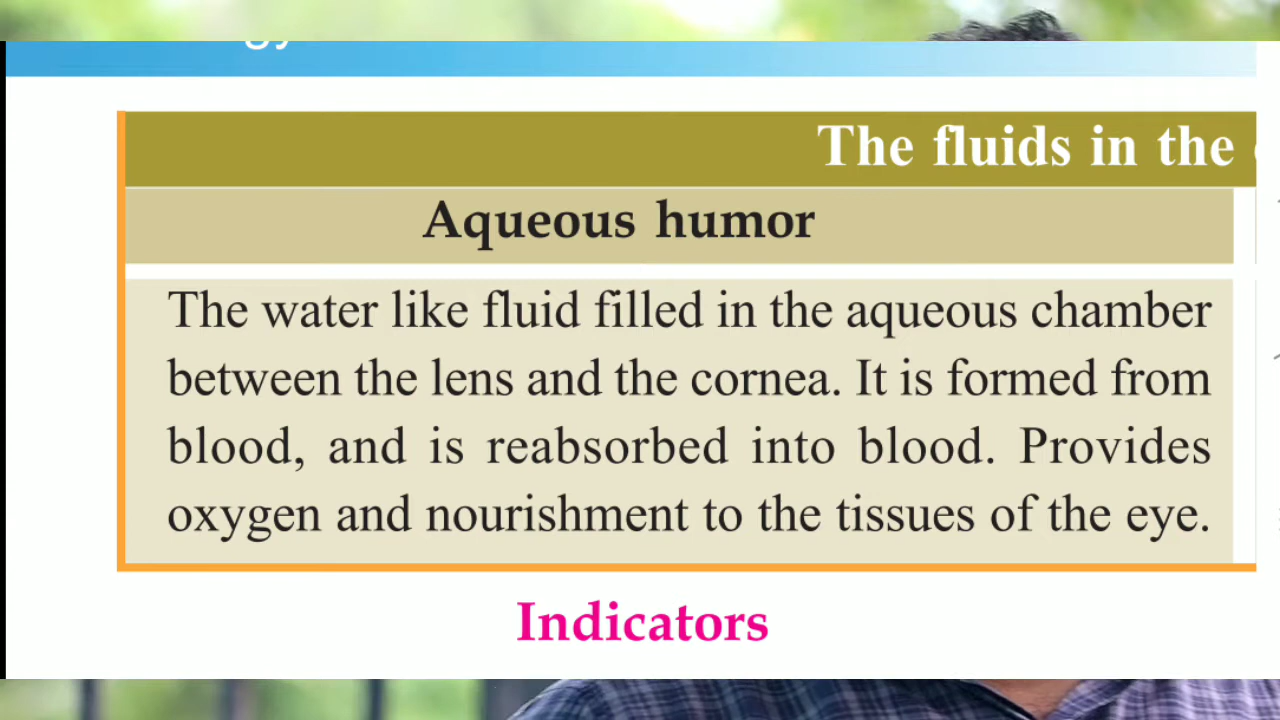 The fluids in the
Aqueous humor
The water like fluid filled in the aqueous chamber
between the lens and the cornea. It is formed from
blood, and is reabsorbed into blood. Provides
oxygen and nourishment to the tissues of the eye.
Indicators